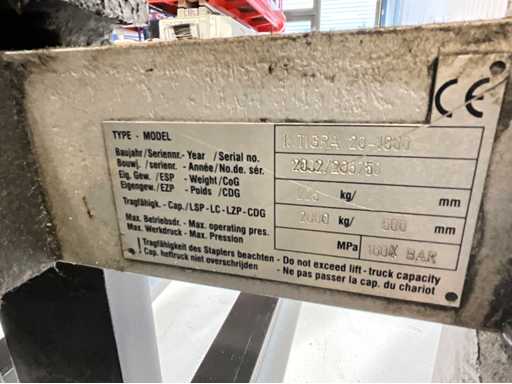 CE
TYPE - MODEL
Baujahr/Seriennr.- Year /Serial no.
Bouwj. /serienr. - Année/No.de sér.
Eig. Gew. /ESP - Weight/CoG kg/ mm
Eigengew./EZP - Poids /CDG
Tragfähigk. - Cap./LSP-LC-LZP-CDG kg/ 600 mm
Max. Betriebsdr. - Max. operating pres.
Max. Werkdruck - Max. Pression MPa BAR
Tragfähigkeit des Staplers beachten - Do not exceed lift-truck capacity
Cap. heftruck niet overschrijden - Ne pas passer la cap. du chariot